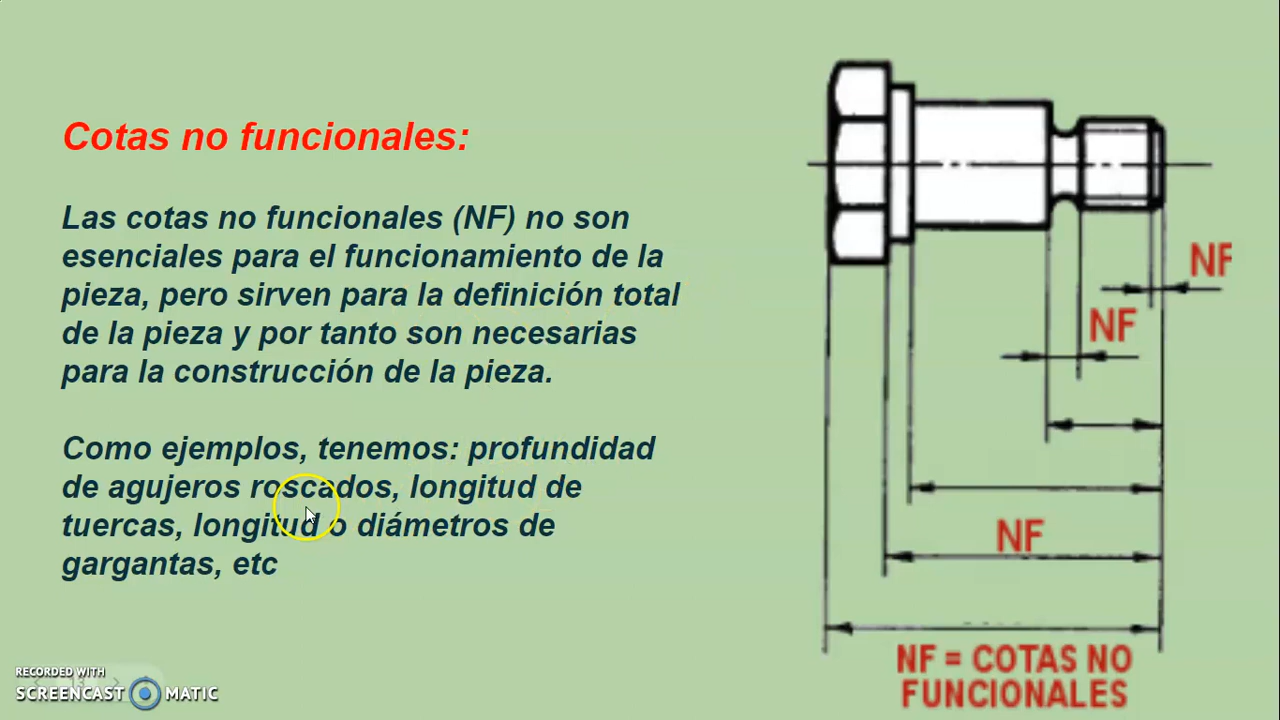 Cotas no funcionales:
Las cotas no funcionales (NF) no son
esenciales para el funcionamiento de la
pieza, pero sirven para la definición total
de la pieza y por tanto son necesarias
para la construcción de la pieza.
Como ejemplos, tenemos: profundidad
de agujeros roscados, longitud de
tuercas, longitud o diámetros de
gargantas, etc
NF
NF
NF
NF = COTAS NO
FUNCIONALES
RECORDED WITH
SCREENCAST MATIC